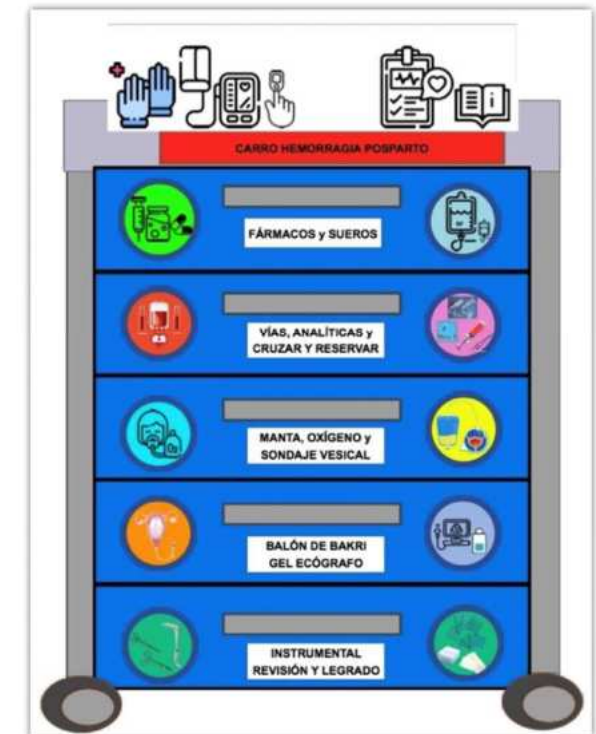 CARRO HEMORRAGIA POSPARTO
FÁRMACOS y SUEROS
VÍAS, ANALÍTICAS y
CRUZAR Y RESERVAR
MANTA, OXÍGENO y
SONDAJE VESICAL
BALÓN DE BAKRI
GEL ECÓGRAFO
INSTRUMENTAL
REVISIÓN Y LEGRADO